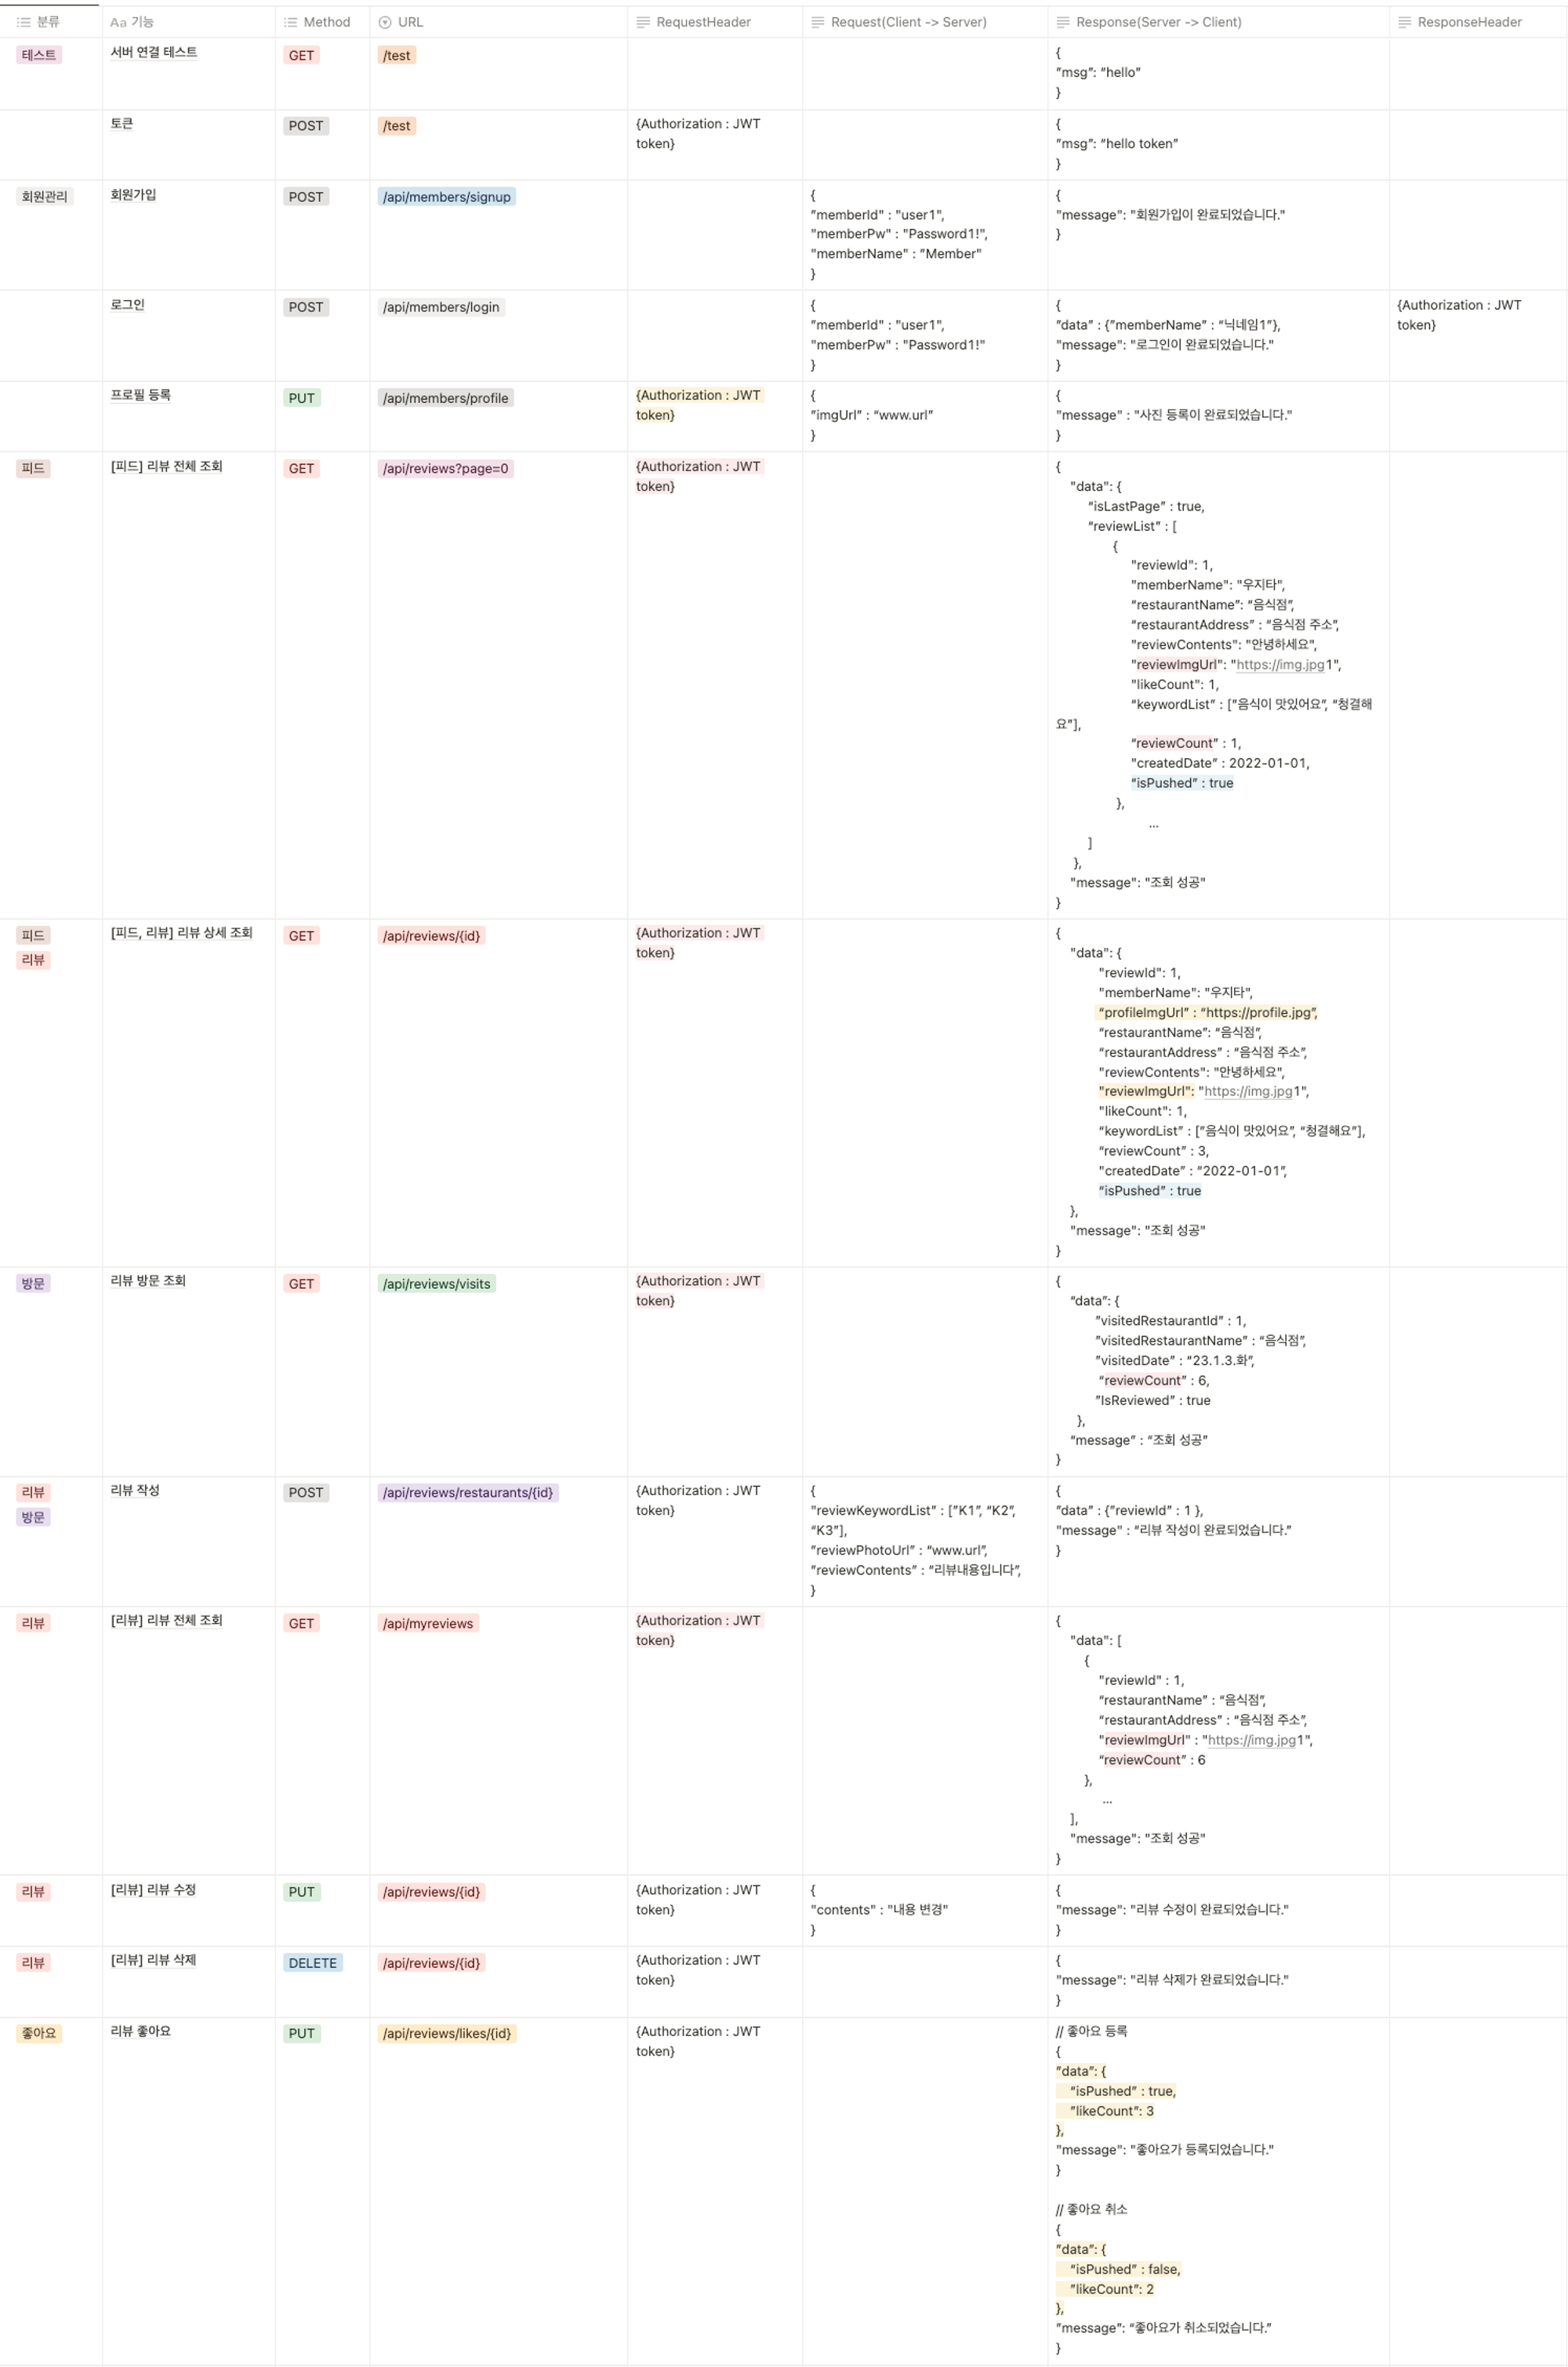 분류 Aa 기능 Method URL RequestHeader Request(Client -> Server) Response(Server -> Client) ResponseHeader
테스트 서버 연결 테스트 GET /test
{
"msg": "hello"
}
토큰 POST /test
{Authorization : JWT
token}
{
"msg": "hello token"
}
회원관리 회원가입 POST /api/members/signup
{
"memberId" : "user1",
"memberPw" : "Password1!",
"memberName" : "Member"
}
{
"message": "회원가입이 완료되었습니다."
}
로그인 POST /api/members/login
{
"memberId" : "user1",
"memberPw" : "Password1!"
}
{
"data" : {"memberName" : "닉네임1"},
"message": "로그인이 완료되었습니다."
}
{Authorization : JWT
token}
프로필 등록 PUT /api/members/profile
{Authorization : JWT
token}
{
"imgUrl" : "www.url"
}
{
"message" : "사진 등록이 완료되었습니다."
}
피드 [피드] 리뷰 전체 조회 GET /api/reviews?page=0
{Authorization : JWT
token}
{
"data": {
"isLastPage" : true,
"reviewList" : [
{
"reviewId": 1,
"memberName": "우지타",
"restaurantName": "음식점",
"restaurantAddress" : "음식점 주소",
"reviewContents": "안녕하세요",
"reviewImgUrl": "https://img.jpg1",
"likeCount": 1,
"keywordList" : ["음식이 맛있어요", "청결해
요"],
"reviewCount" : 1,
"createdDate" : 2022-01-01,
"isPushed" : true
},
...
]
},
"message": "조회 성공"
}
피드
리뷰
[피드, 리뷰] 리뷰 상세 조회 GET /api/reviews/{id}
{Authorization : JWT
token}
{
"data": {
"reviewId": 1,
"memberName": "우지타",
"profileImgUrl" : "https://profile.jpg",
"restaurantName": "음식점",
"restaurantAddress" : "음식점 주소",
"reviewContents": "안녕하세요",
"reviewImgUrl": "https://img.jpg1",
"likeCount": 1,
"keywordList" : ["음식이 맛있어요", "청결해요"],
"reviewCount" : 3,
"createdDate" : "2022-01-01",
"isPushed" : true
},
"message": "조회 성공"
}
방문 리뷰 방문 조회 GET /api/reviews/visits
{Authorization : JWT
token}
{
"data": {
"visitedRestaurantId" : 1,
"visitedRestaurantName" : "음식점",
"visitedDate" : "23.1.3.화",
"reviewCount" : 6,
"IsReviewed" : true
},
"message" : "조회 성공"
}
리뷰
방문
리뷰 작성 POST /api/reviews/restaurants/{id}
{Authorization : JWT
token}
{
"reviewKeywordList" : ["K1", "K2",
"K3"],
"reviewPhotoUrl" : "www.url",
"reviewContents" : "리뷰내용입니다",
}
{
"data" : {"reviewId" : 1 },
"message" : "리뷰 작성이 완료되었습니다."
}
리뷰 [리뷰] 리뷰 전체 조회 GET /api/myreviews
{Authorization : JWT
token}
{
"data": [
{
"reviewId" : 1,
"restaurantName" : "음식점",
"restaurantAddress" : "음식점 주소",
"reviewImgUrl" : "https://img.jpg1",
"reviewCount" : 6
},
...
],
"message": "조회 성공"
}
리뷰 [리뷰] 리뷰 수정 PUT /api/reviews/{id}
{Authorization : JWT
token}
{
"contents" : "내용 변경"
}
{
"message": "리뷰 수정이 완료되었습니다."
}
리뷰 [리뷰] 리뷰 삭제 DELETE /api/reviews/{id}
{Authorization : JWT
token}
{
"message": "리뷰 삭제가 완료되었습니다."
}
좋아요 리뷰 좋아요 PUT /api/reviews/likes/{id}
{Authorization : JWT
token}
// 좋아요 등록
{
"data": {
"isPushed" : true,
"likeCount": 3
},
"message": "좋아요가 등록되었습니다."
}
// 좋아요 취소
{
"data": {
"isPushed" : false,
"likeCount": 2
},
"message": "좋아요가 취소되었습니다."
}